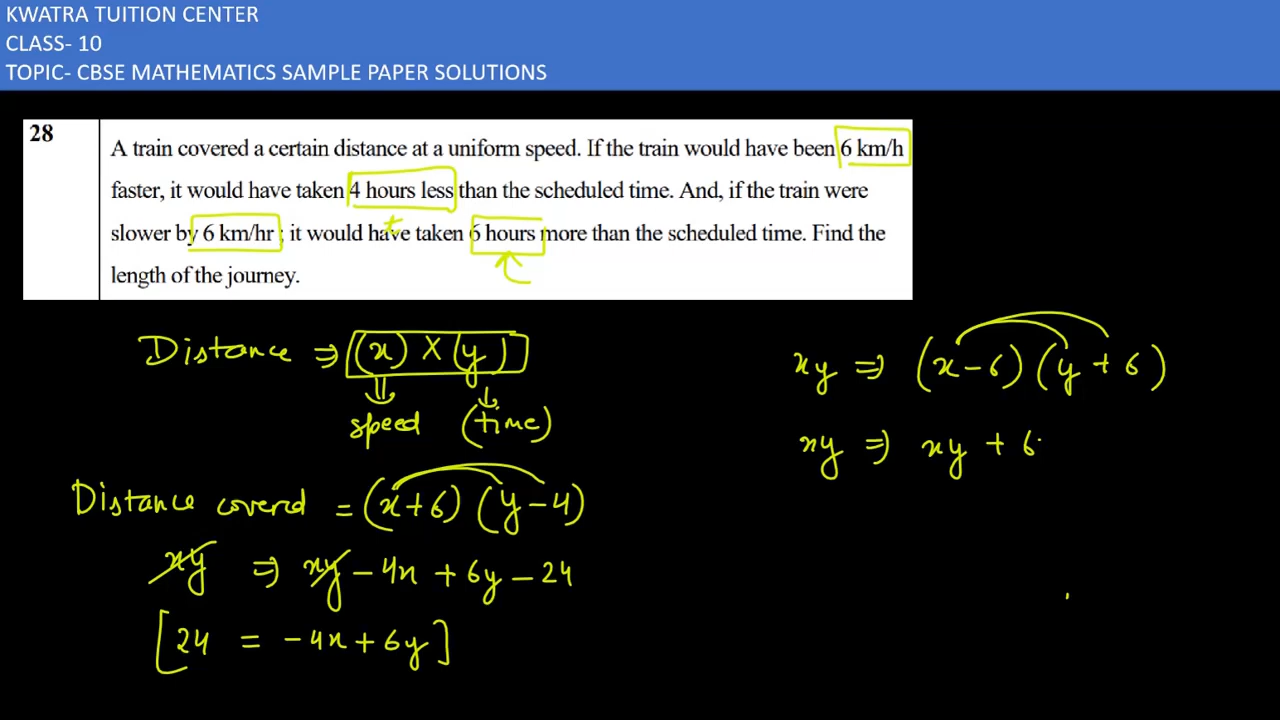 KWATRA TUITION CENTER
CLASS- 10
TOPIC- CBSE MATHEMATICS SAMPLE PAPER SOLUTIONS
28
A train covered a certain distance at a uniform speed. If the train would have been 6 km/h
faster, it would have taken 4 hours less than the scheduled time. And, if the train were
slower by 6 km/hr ; it would have taken 6 hours more than the scheduled time. Find the
length of the journey.
t
Distance ⇒ (x) × (y)
speed (time)
Distance coverd = (x+6) (y-4)
xy ⇒ xy - 4x + 6y - 24
[24 = -4x + 6y]
xy ⇒ (x-6) (y+6)
xy ⇒ xy + 6